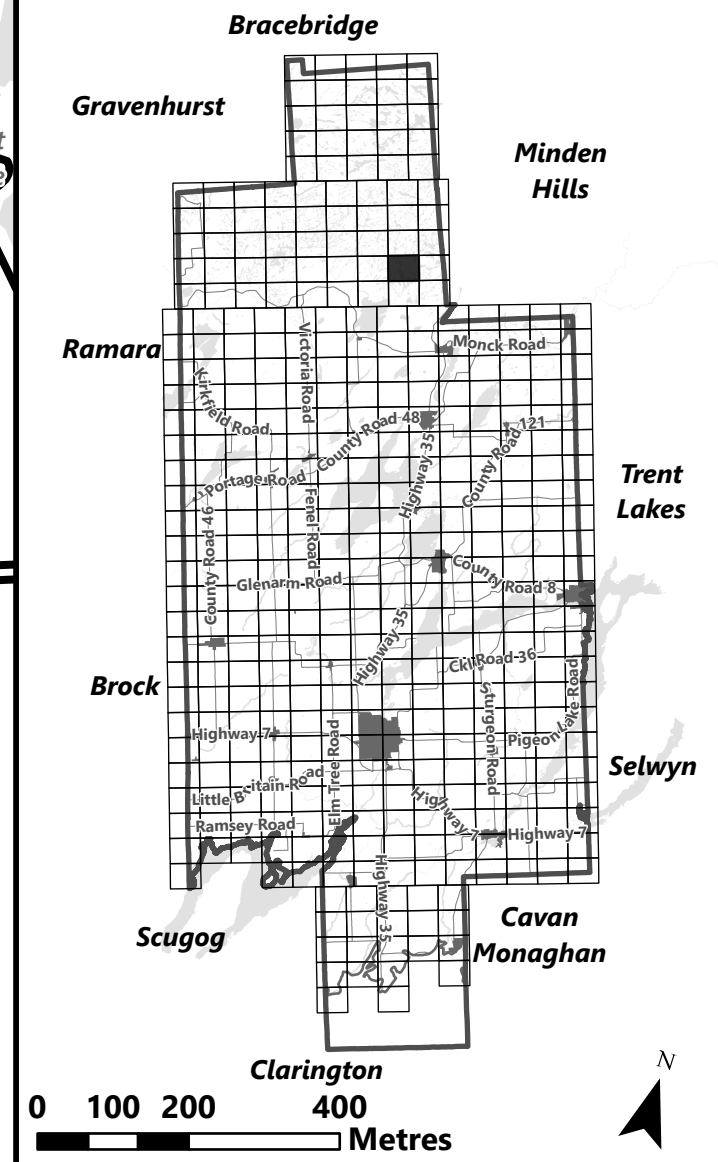 Bracebridge
Gravenhurst
Minden
Hills
Ramara
Monck Road
Victoria Road
Kirkfield Road
County Road 48
County Road 121
Highway 35
Portage Road
Trent
Lakes
Fenel Road
County Road 46
County Road 8
Glenarm Road
Highway 35
Ckl Road 36
Brock
Sturgeon Road
Pigeon Lake Road
Highway 7
Elm Tree Road
Selwyn
Little Britain Road
Highway 7
Ramsey Road
Highway 7
Highway 35
Scugog
Cavan
Monaghan
Clarington
N
0 100 200 400
Metres